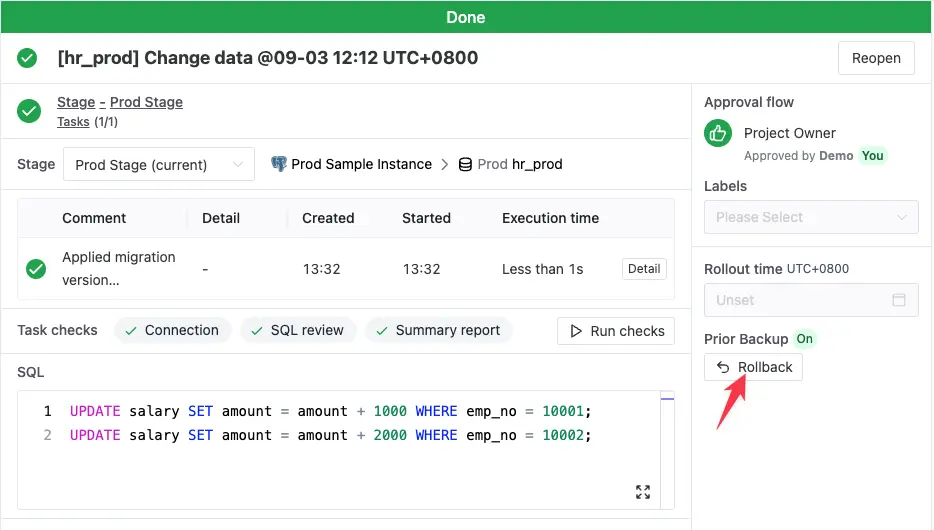 Done
[hr_prod] Change data @09-03 12:12 UTC+0800
Reopen
Stage - Prod Stage
Tasks (1/1)
Stage Prod Stage (current) Prod Sample Instance > Prod hr_prod
Comment Detail Created Started Execution time
Applied migration
version...
- 13:32 13:32 Less than 1s Detail
Task checks Connection SQL review Summary report Run checks
SQL
1 UPDATE salary SET amount = amount + 1000 WHERE emp_no = 10001;
2 UPDATE salary SET amount = amount + 2000 WHERE emp_no = 10002;
Approval flow
Project Owner
Approved by Demo You
Labels
Please Select
Rollout time UTC+0800
Unset
Prior Backup On
Rollback